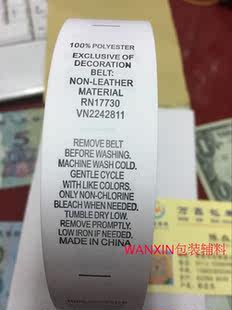 100% POLYESTER
EXCLUSIVE OF
DECORATION
BELT:
NON-LEATHER
MATERIAL
RN17730
VN2242811
REMOVE BELT
BEFORE WASHING.
MACHINE WASH COLD.
GENTLE CYCLE
WITH LIKE COLORS.
ONLY NON-CHLORINE
BLEACH WHEN NEEDED.
TUMBLE DRY LOW.
REMOVE PROMPTLY.
LOW IRON IF NEEDED.
MADE IN CHINA
WANXIN包装辅料